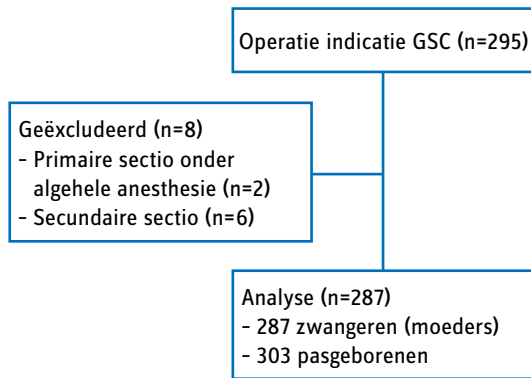 Operatie indicatie GSC (n=295)
Geëxcludeerd (n=8)
- Primaire sectio onder
algehele anesthesie (n=2)
- Secundaire sectio (n=6)
Analyse (n=287)
- 287 zwangeren (moeders)
- 303 pasgeborenen